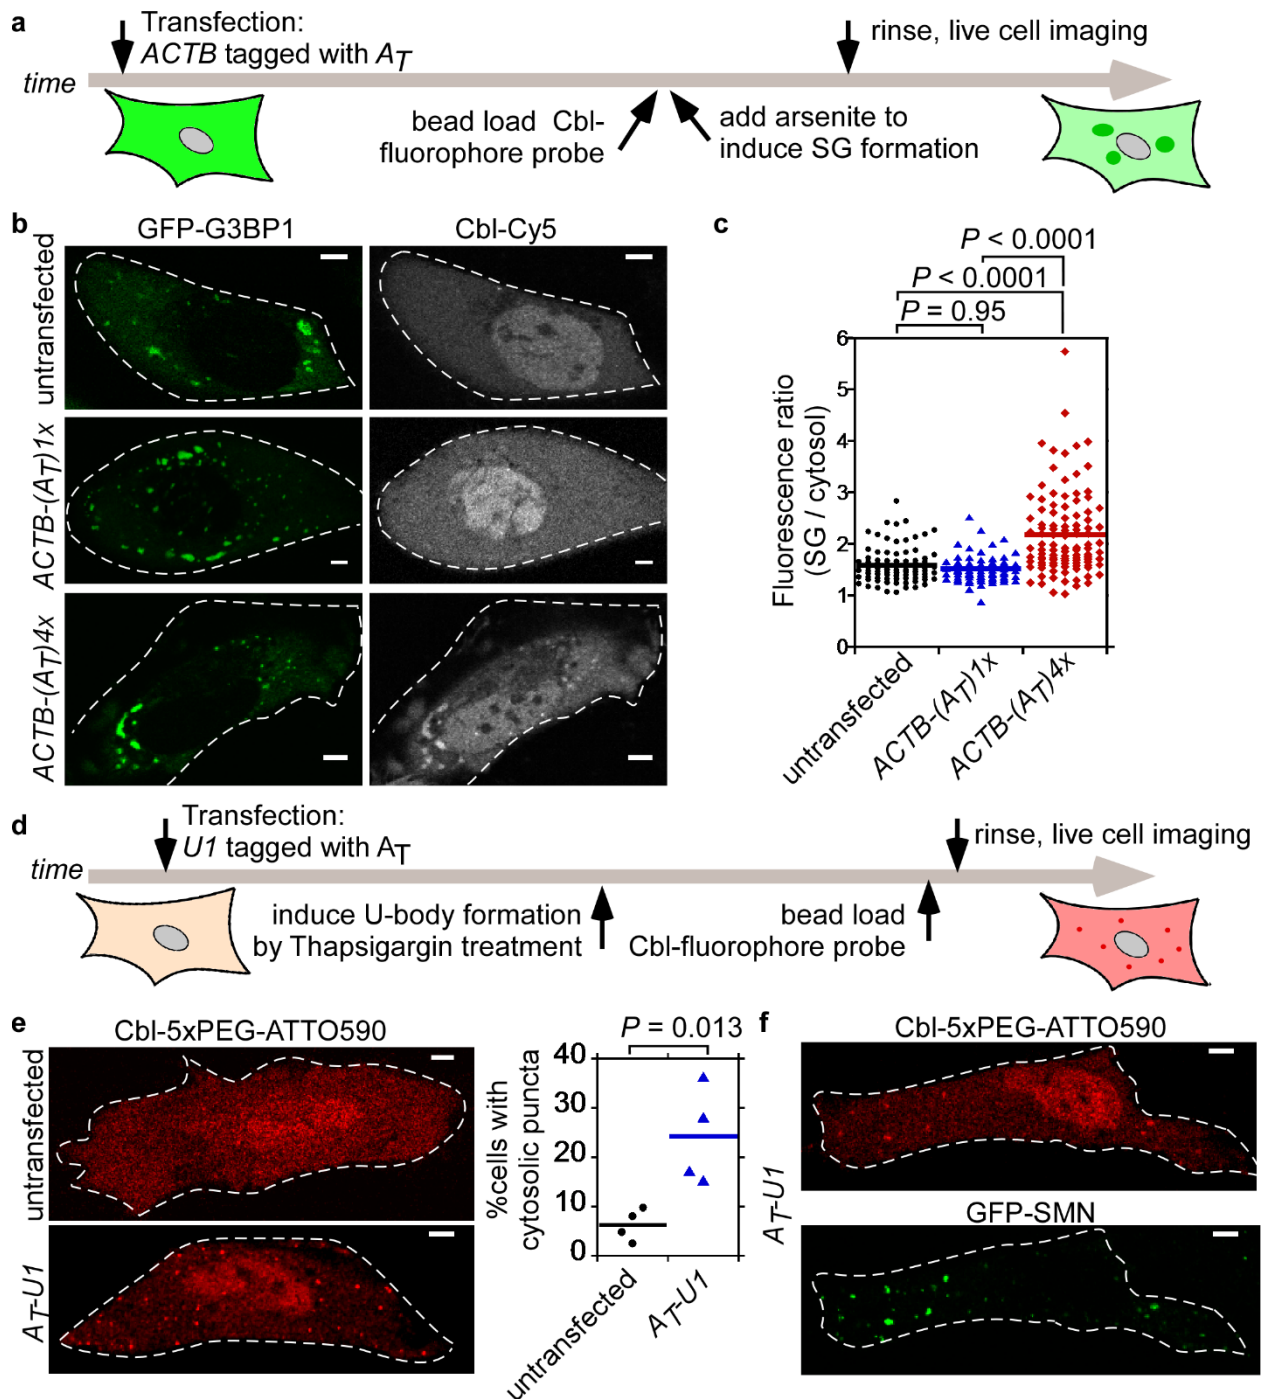 a
Transfection:
ACTB tagged with AT
rinse, live cell imaging
time
bead load Cbl-
fluorophore probe
add arsenite to
induce SG formation
b
GFP-G3BP1
Cbl-Cy5
untransfected
ACTB-(AT)1x
ACTB-(AT)4x
c
P < 0.0001
P < 0.0001
P = 0.95
Fluorescence ratio
(SG / cytosol)
6
5
4
3
2
1
0
untransfected
ACTB-(AT)1x
ACTB-(AT)4x
d
Transfection:
U1 tagged with AT
rinse, live cell imaging
time
induce U-body formation
by Thapsigargin treatment
bead load
Cbl-fluorophore probe
e
Cbl-5xPEG-ATTO590
untransfected
AT-U1
P = 0.013
%cells with
cytosolic puncta
40
30
20
10
0
untransfected
AT-U1
f
Cbl-5xPEG-ATTO590
AT-U1
GFP-SMN